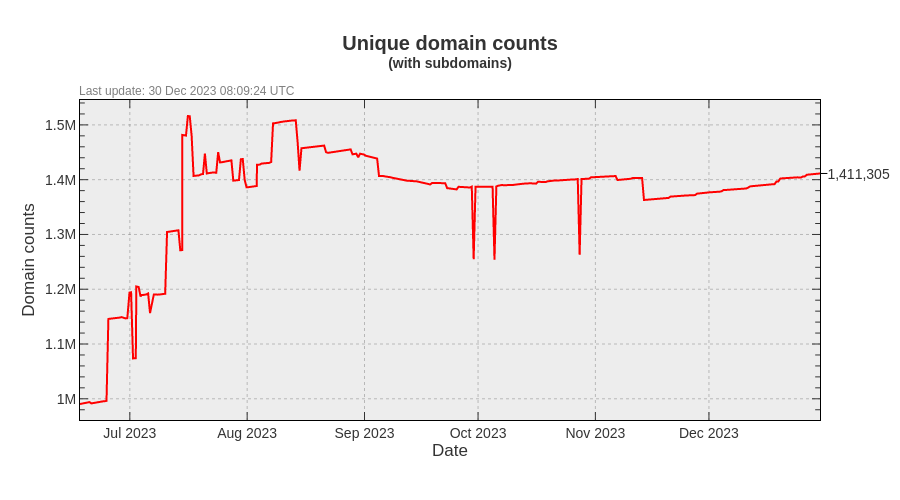 Unique domain counts
(with subdomains)
Last update: 30 Dec 2023 08:09:24 UTC
1.5M
1.4M
1.3M
1.2M
1.1M
1M
1,411,305
Domain counts
Jul 2023
Aug 2023
Sep 2023
Oct 2023
Nov 2023
Dec 2023
Date